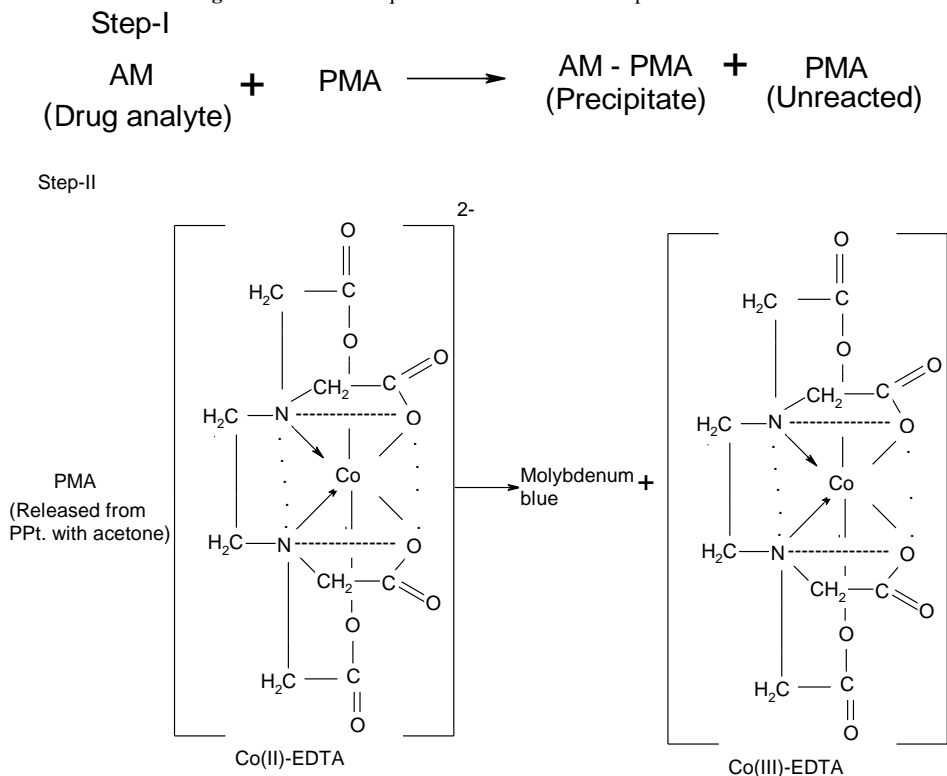 Step-I
AM + PMA AM - PMA + PMA
(Drug analyte) (Precipitate) (Unreacted)
Step-II
2-
O O
H2C C H2C C
O O
CH2 C O CH2 C O
H2C N O H2C N O
Co Co
PMA Molybdenum +
(Released from blue
PPt. with acetone)
H2C N O H2C N O
CH2 C O CH2 C O
O O
H2C C H2C C
O O
Co(II)-EDTA Co(III)-EDTA